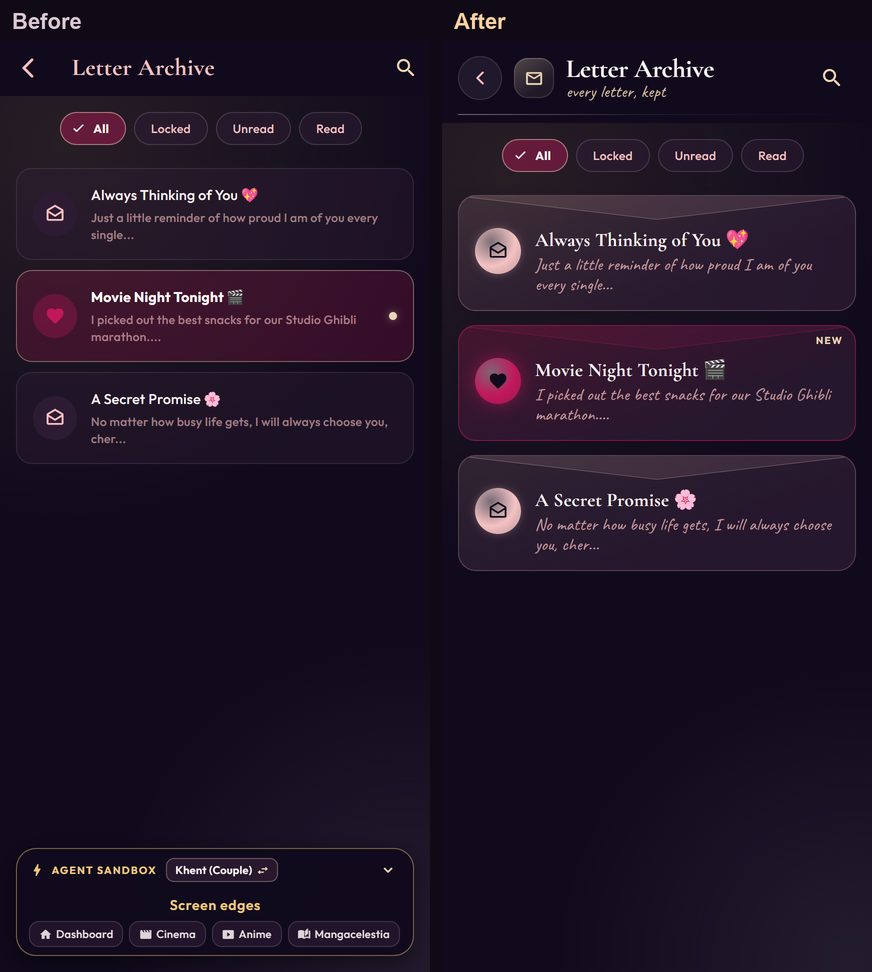 Before
Letter Archive
All
Locked
Unread
Read
Always Thinking of You 💖
Just a little reminder of how proud I am of you every
single...
Movie Night Tonight 🎬
I picked out the best snacks for our Studio Ghibli
marathon....
A Secret Promise 🌸
No matter how busy life gets, I will always choose you,
cher...
AGENT SANDBOX
Khent (Couple)
Screen edges
Dashboard
Cinema
Anime
Mangacelestia
After
Letter Archive
every letter, kept
All
Locked
Unread
Read
Always Thinking of You 💖
Just a little reminder of how proud I am of you
every single...
NEW
Movie Night Tonight 🎬
I picked out the best snacks for our Studio Ghibli
marathon....
A Secret Promise 🌸
No matter how busy life gets, I will always choose
you, cher...